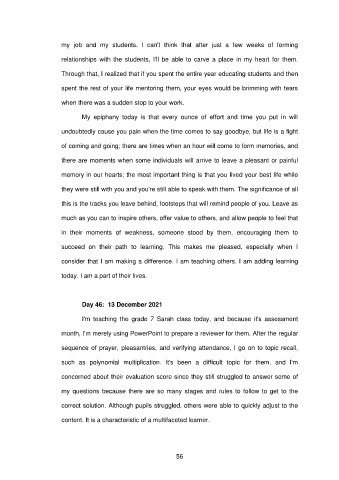 my job and my students. I can't think that after just a few weeks of forming
relationships with the students, I'll be able to carve a place in my heart for them.
Through that, I realized that if you spent the entire year educating students and then
spent the rest of your life mentoring them, your eyes would be brimming with tears
when there was a sudden stop to your work.
My epiphany today is that every ounce of effort and time you put in will
undoubtedly cause you pain when the time comes to say goodbye, but life is a fight
of coming and going; there are times when an hour will come to form memories, and
there are moments when some individuals will arrive to leave a pleasant or painful
memory in our hearts; the most important thing is that you lived your best life while
they were still with you and you're still able to speak with them. The significance of all
this is the tracks you leave behind, footsteps that will remind people of you. Leave as
much as you can to inspire others, offer value to others, and allow people to feel that
in their moments of weakness, someone stood by them, encouraging them to
succeed on their path to learning. This makes me pleased, especially when I
consider that I am making a difference. I am teaching others. I am adding learning
today. I am a part of their lives.
Day 46: 13 December 2021
I'm teaching the grade 7 Sarah class today, and because it's assessment
month, I'm merely using PowerPoint to prepare a reviewer for them. After the regular
sequence of prayer, pleasantries, and verifying attendance, I go on to topic recall,
such as polynomial multiplication. It's been a difficult topic for them, and I'm
concerned about their evaluation score since they still struggled to answer some of
my questions because there are so many stages and rules to follow to get to the
correct solution. Although pupils struggled, others were able to quickly adjust to the
content. It is a characteristic of a multifaceted learner.
56